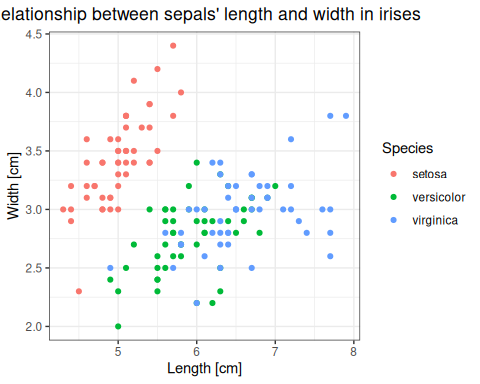 elationship between sepals' length and width in irises
4.5
4.0
3.5
3.0
2.5
2.0
Width [cm]
5 6 7 8
Length [cm]
Species
setosa
versicolor
virginica